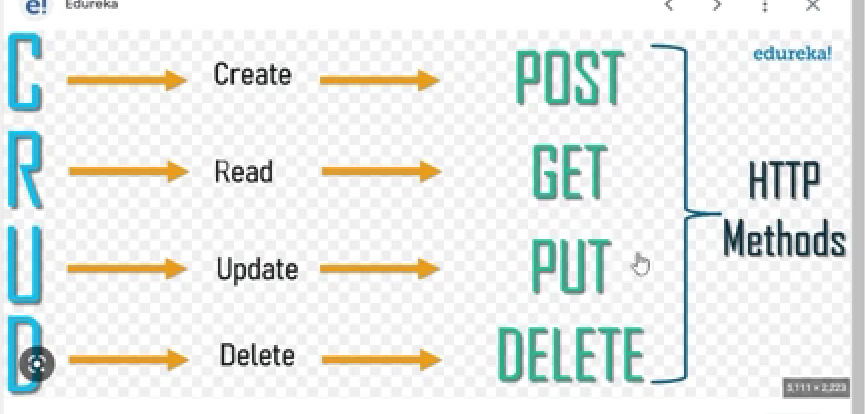 e! Edureka
edureka!
C Create POST
R Read GET
HTTP
Methods
U Update PUT
D Delete DELETE
5,111 × 2,223